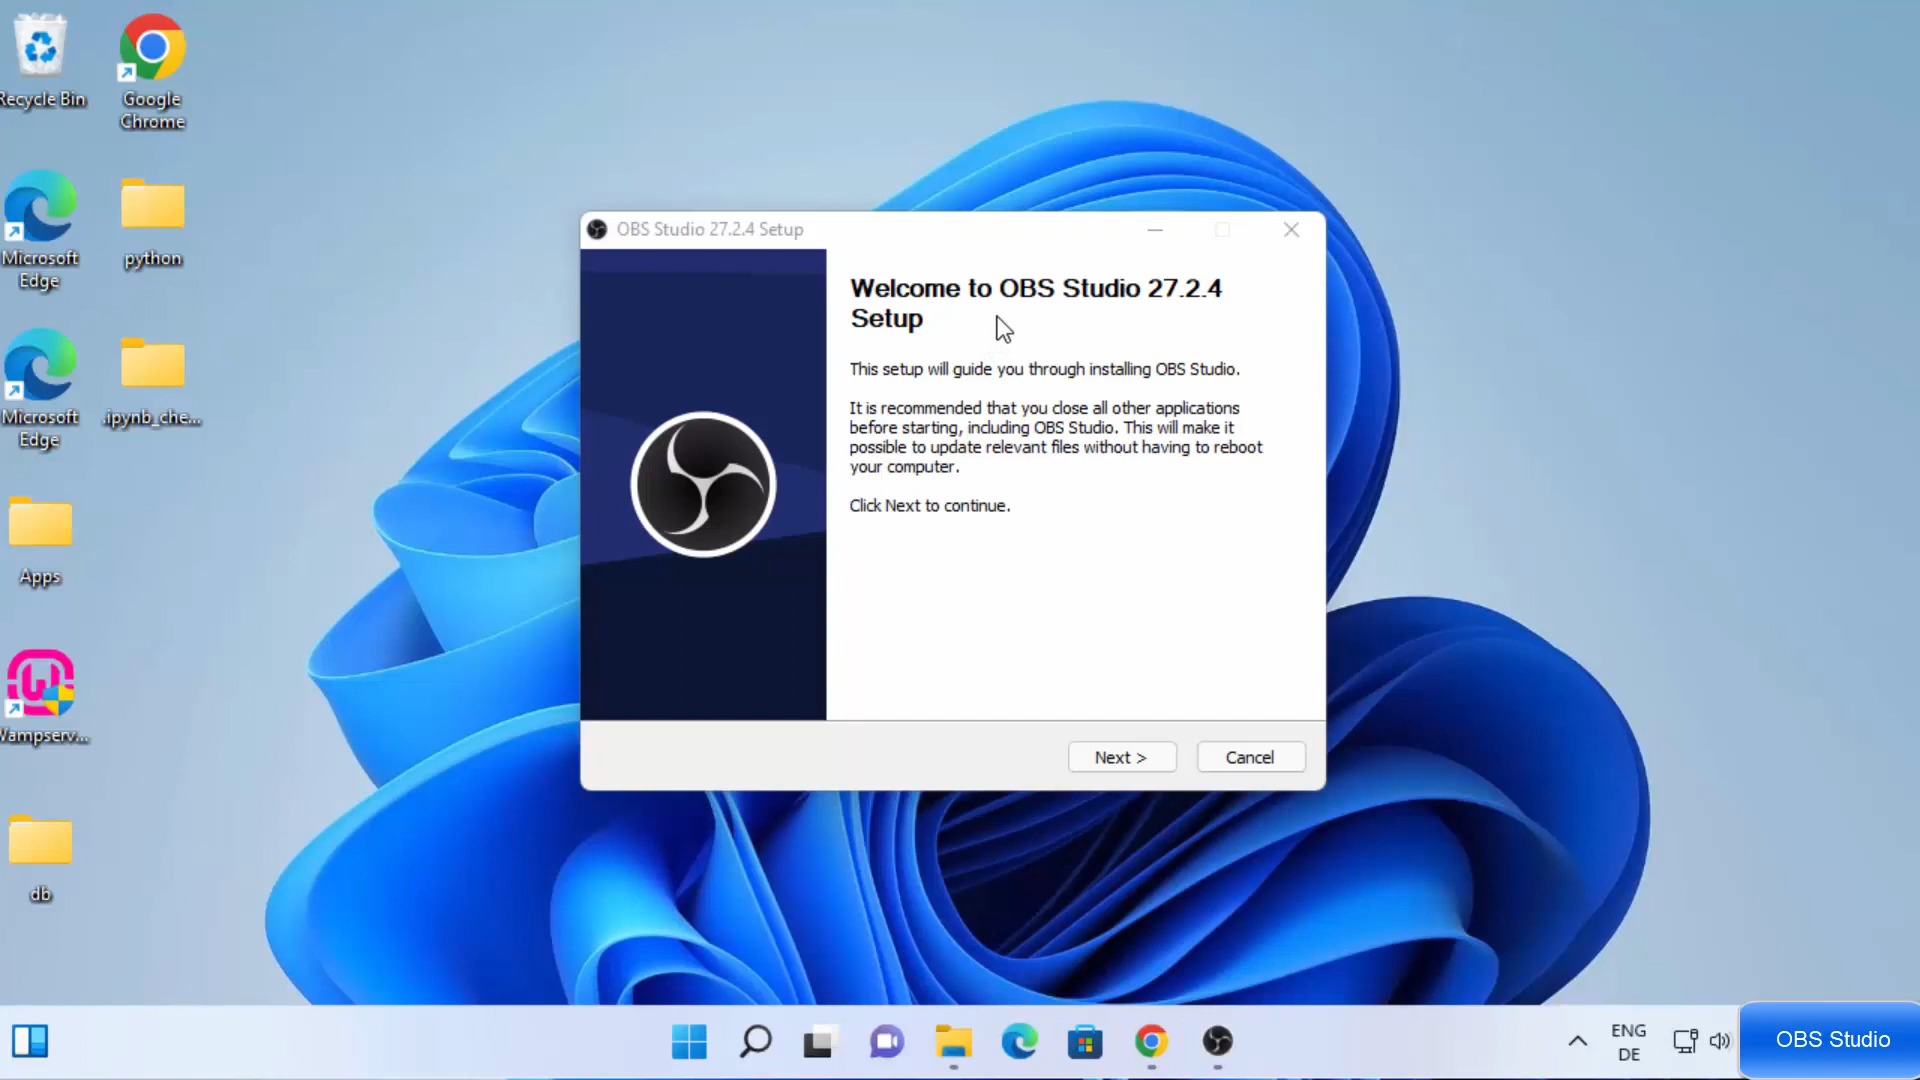 Recycle Bin
Google
Chrome
Microsoft
Edge
python
Microsoft
Edge
.ipynb_che...
Apps
Wampserv...
db
OBS Studio 27.2.4 Setup
Welcome to OBS Studio 27.2.4
Setup
This setup will guide you through installing OBS Studio.
It is recommended that you close all other applications
before starting, including OBS Studio. This will make it
possible to update relevant files without having to reboot
your computer.
Click Next to continue.
Next >
Cancel
ENG
DE
OBS Studio